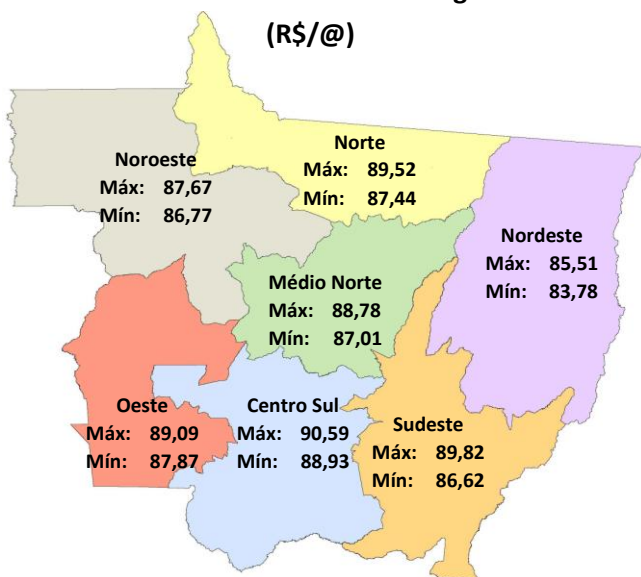 (R$/@)
Norte
Máx: 89,52
Mín: 87,44
Noroeste
Máx: 87,67
Mín: 86,77
Nordeste
Máx: 85,51
Mín: 83,78
Médio Norte
Máx: 88,78
Mín: 87,01
Oeste
Máx: 89,09
Mín: 87,87
Centro Sul
Máx: 90,59
Mín: 88,93
Sudeste
Máx: 89,82
Mín: 86,62